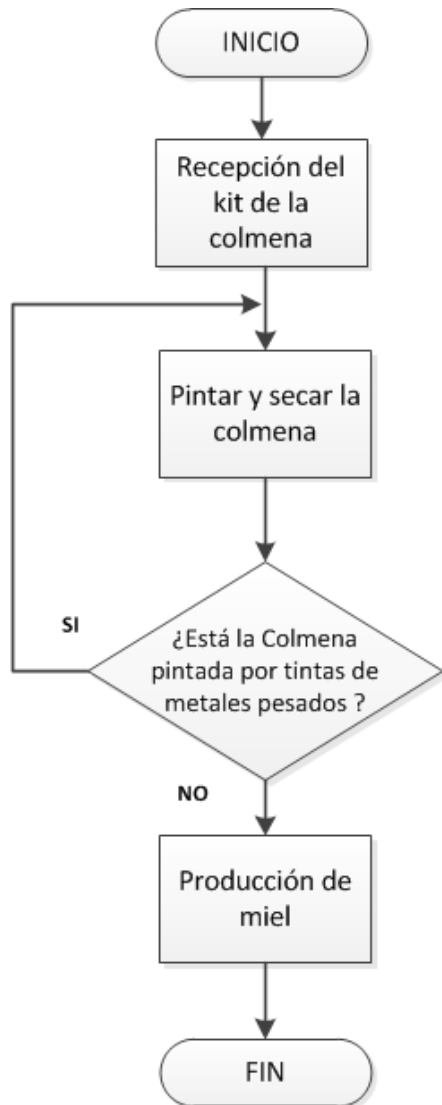 INICIO
Recepción del
kit de la
colmena
Pintar y secar la
colmena
SI
¿Está la Colmena
pintada por tintas de
metales pesados ?
NO
Producción de
miel
FIN